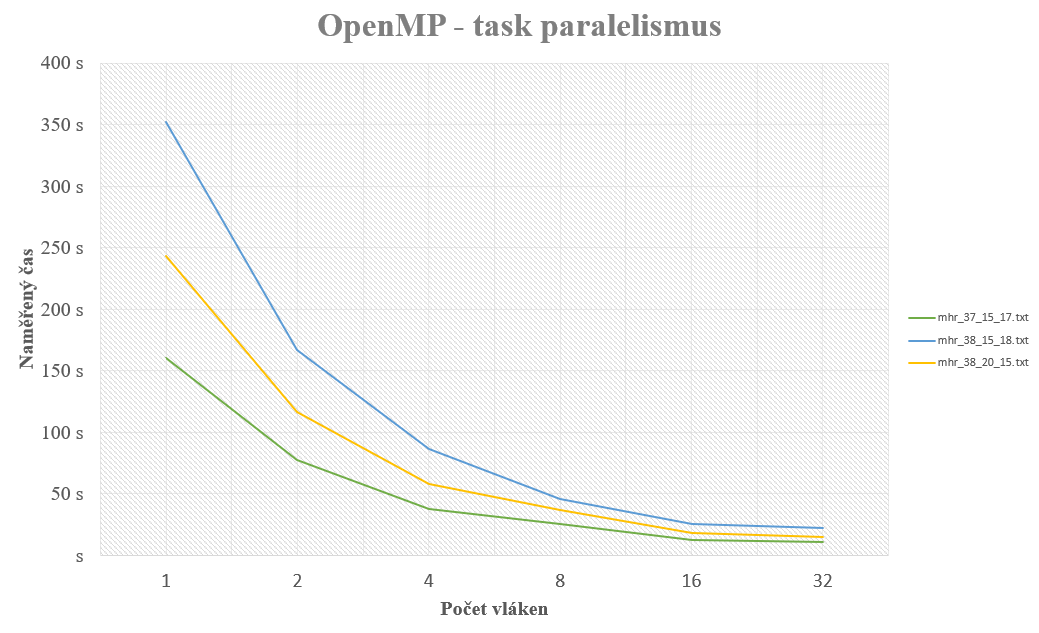 OpenMP - task paralelismus
400 s
350 s
300 s
250 s
200 s
150 s
100 s
50 s
s
Naměřený čas
1 2 4 8 16 32
Počet vláken
mhr_37_15_17.txt
mhr_38_15_18.txt
mhr_38_20_15.txt